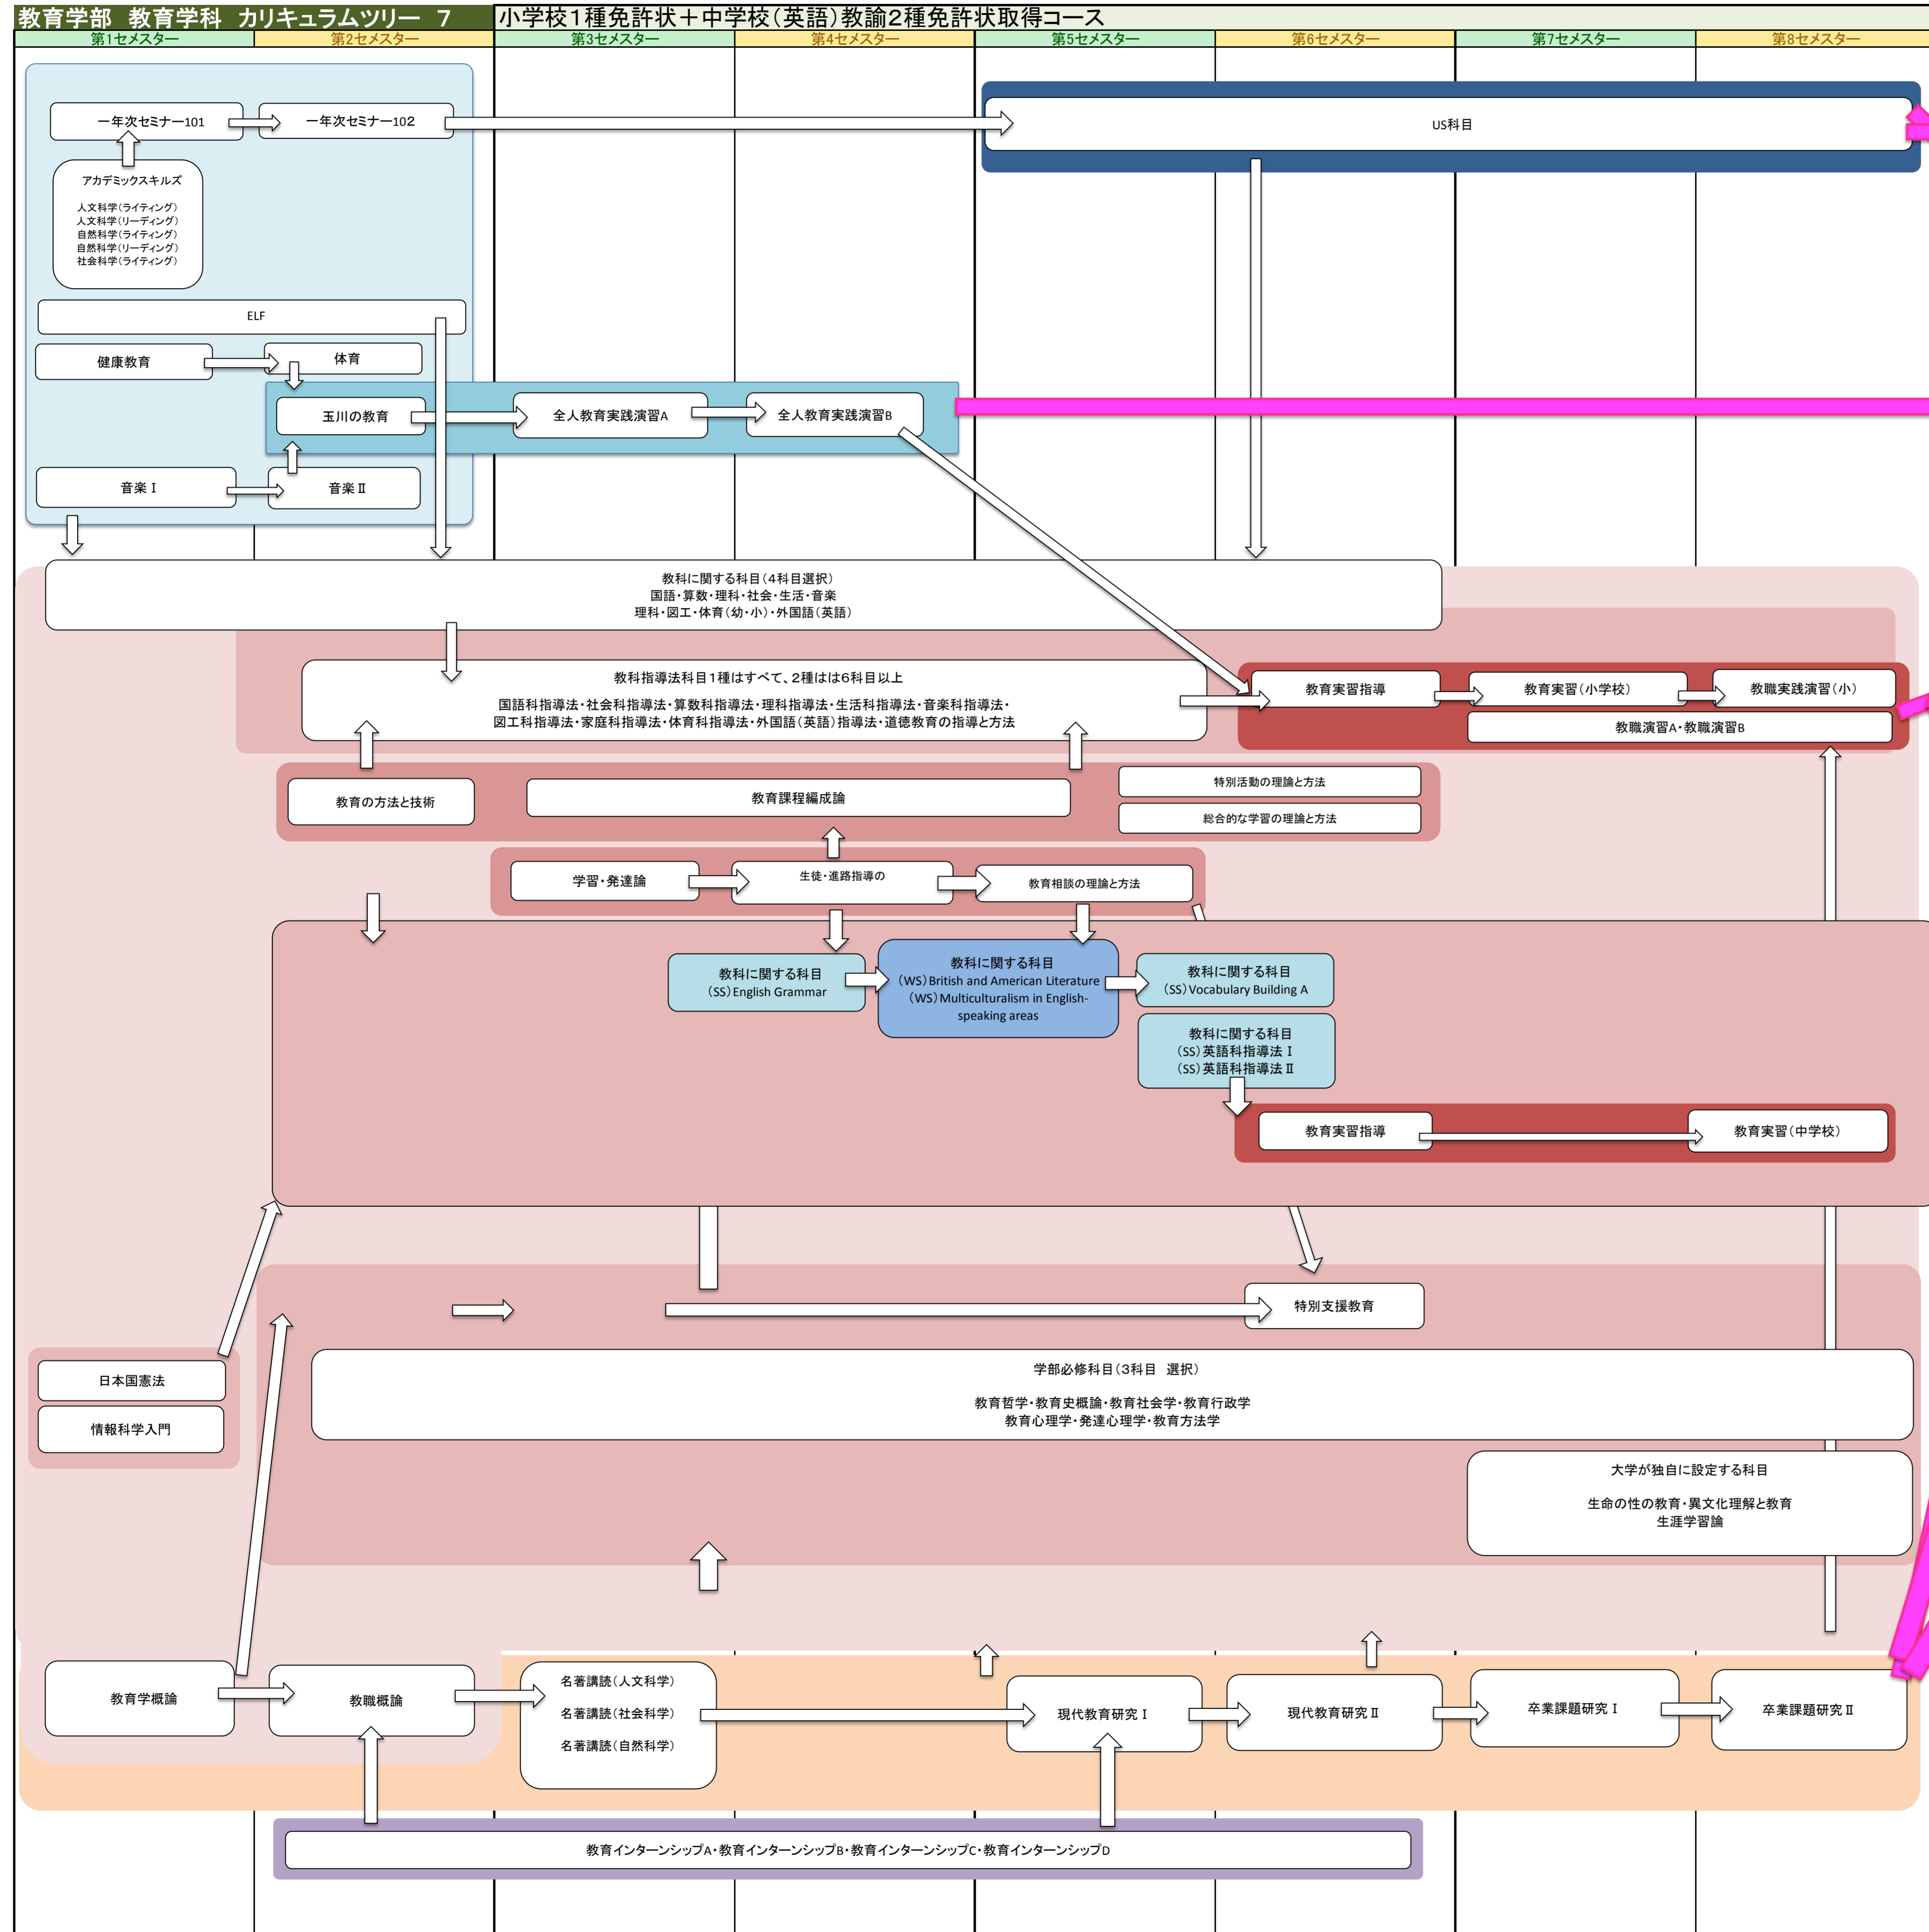 教育学部 教育学科 カリキュラムツリー 7
小学校1種免許状+中学校(英語)教諭2種免許状取得コース
第1セメスター
第2セメスター
第3セメスター
第4セメスター
第5セメスター
第6セメスター
第7セメスター
第8セメスター
一年次セミナー101
一年次セミナー102
US科目
アカデミックスキルズ
人文科学(ライティング)
人文科学(リーディング)
自然科学(ライティング)
自然科学(リーディング)
社会科学(ライティング)
ELF
健康教育
体育
玉川の教育
全人教育実践演習A
全人教育実践演習B
音楽Ⅰ
音楽Ⅱ
教科に関する科目(4科目選択)
国語・算数・理科・社会・生活・音楽
理科・図工・体育(幼・小)・外国語(英語)
教科指導法科目1種はすべて、2種はは6科目以上
国語科指導法・社会科指導法・算数科指導法・理科指導法・生活科指導法・音楽科指導法・
図工科指導法・家庭科指導法・体育科指導法・外国語(英語)指導法・道徳教育の指導と方法
教育実習指導
教育実習(小学校)
教職実践演習(小)
教職演習A・教職演習B
教育の方法と技術
教育課程編成論
特別活動の理論と方法
総合的な学習の理論と方法
学習・発達論
生徒・進路指導の
教育相談の理論と方法
教科に関する科目
(SS)English Grammar
教科に関する科目
(WS)British and American Literature
(WS)Multiculturalism in English-
speaking areas
教科に関する科目
(SS)Vocabulary Building A
教科に関する科目
(SS)英語科指導法Ⅰ
(SS)英語科指導法Ⅱ
教育実習指導
教育実習(中学校)
特別支援教育
日本国憲法
情報科学入門
学部必修科目(3科目 選択)
教育哲学・教育史概論・教育社会学・教育行政学
教育心理学・発達心理学・教育方法学
大学が独自に設定する科目
生命の性の教育・異文化理解と教育
生涯学習論
教育学概論
教職概論
名著講読(人文科学)
名著講読(社会科学)
名著講読(自然科学)
現代教育研究Ⅰ
現代教育研究Ⅱ
卒業課題研究Ⅰ
卒業課題研究Ⅱ
教育インターンシップA・教育インターンシップB・教育インターンシップC・教育インターンシップD